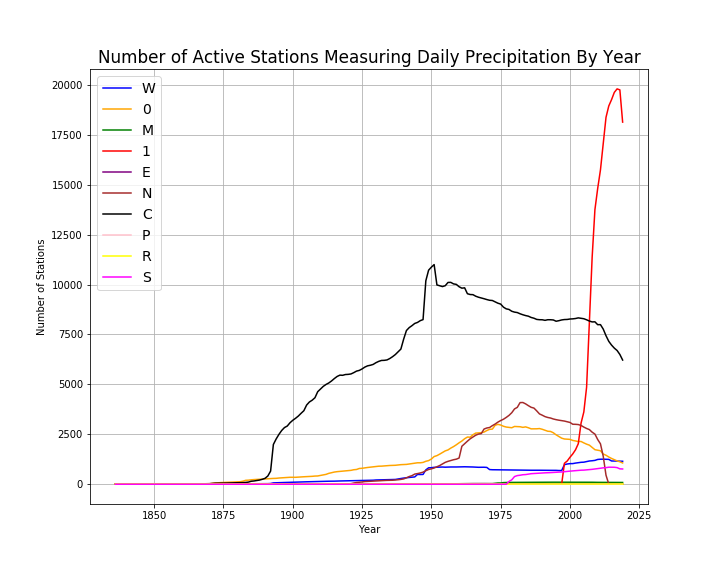 Number of Active Stations Measuring Daily Precipitation By Year
20000
17500
15000
12500
10000
7500
5000
2500
0
Number of Stations
W
0
M
1
E
N
C
P
R
S
1850 1875 1900 1925 1950 1975 2000 2025
Year